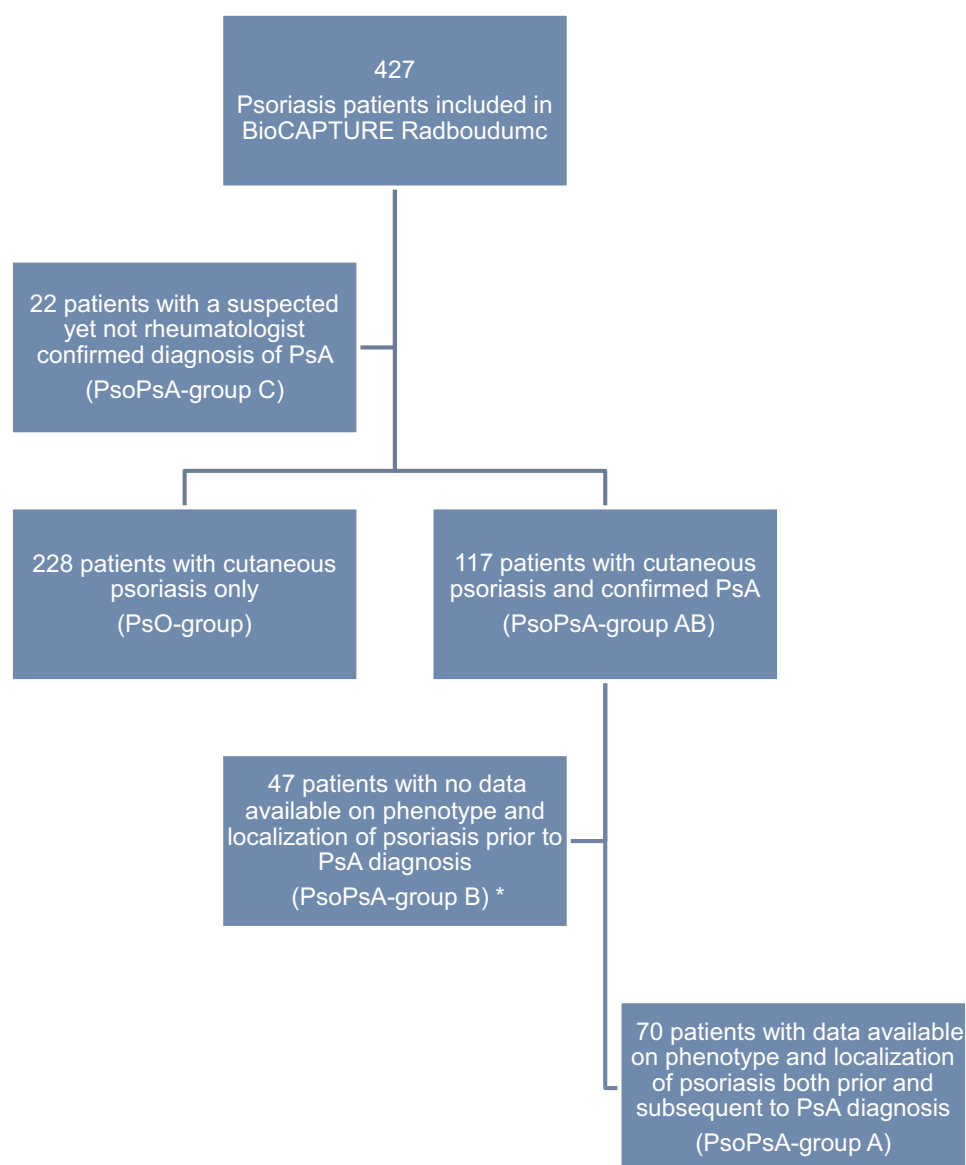 427
Psoriasis patients included in
BioCAPTURE Radboudumc
22 patients with a suspected
yet not rheumatologist
confirmed diagnosis of PsA
(PsoPsA-group C)
228 patients with cutaneous
psoriasis only
(PsO-group)
117 patients with cutaneous
psoriasis and confirmed PsA
(PsoPsA-group AB)
47 patients with no data
available on phenotype and
localization of psoriasis prior to
PsA diagnosis
(PsoPsA-group B) *
70 patients with data available
on phenotype and localization
of psoriasis both prior and
subsequent to PsA diagnosis
(PsoPsA-group A)